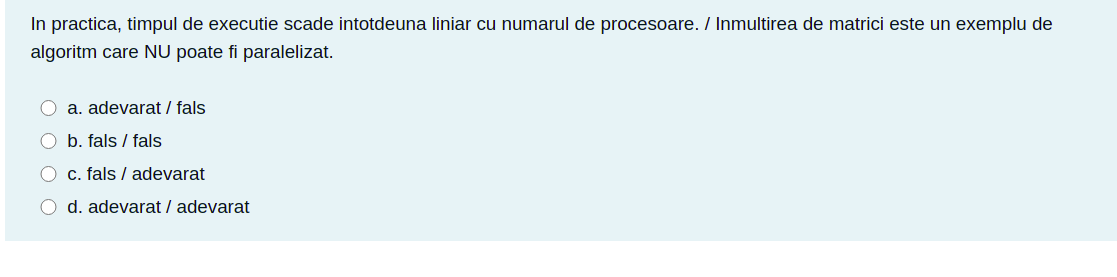 In practica, timpul de executie scade intotdeuna liniar cu numarul de procesoare. / Inmultirea de matrici este un exemplu de
algoritm care NU poate fi paralelizat.
a. adevarat / fals
b. fals / fals
c. fals / adevarat
d. adevarat / adevarat